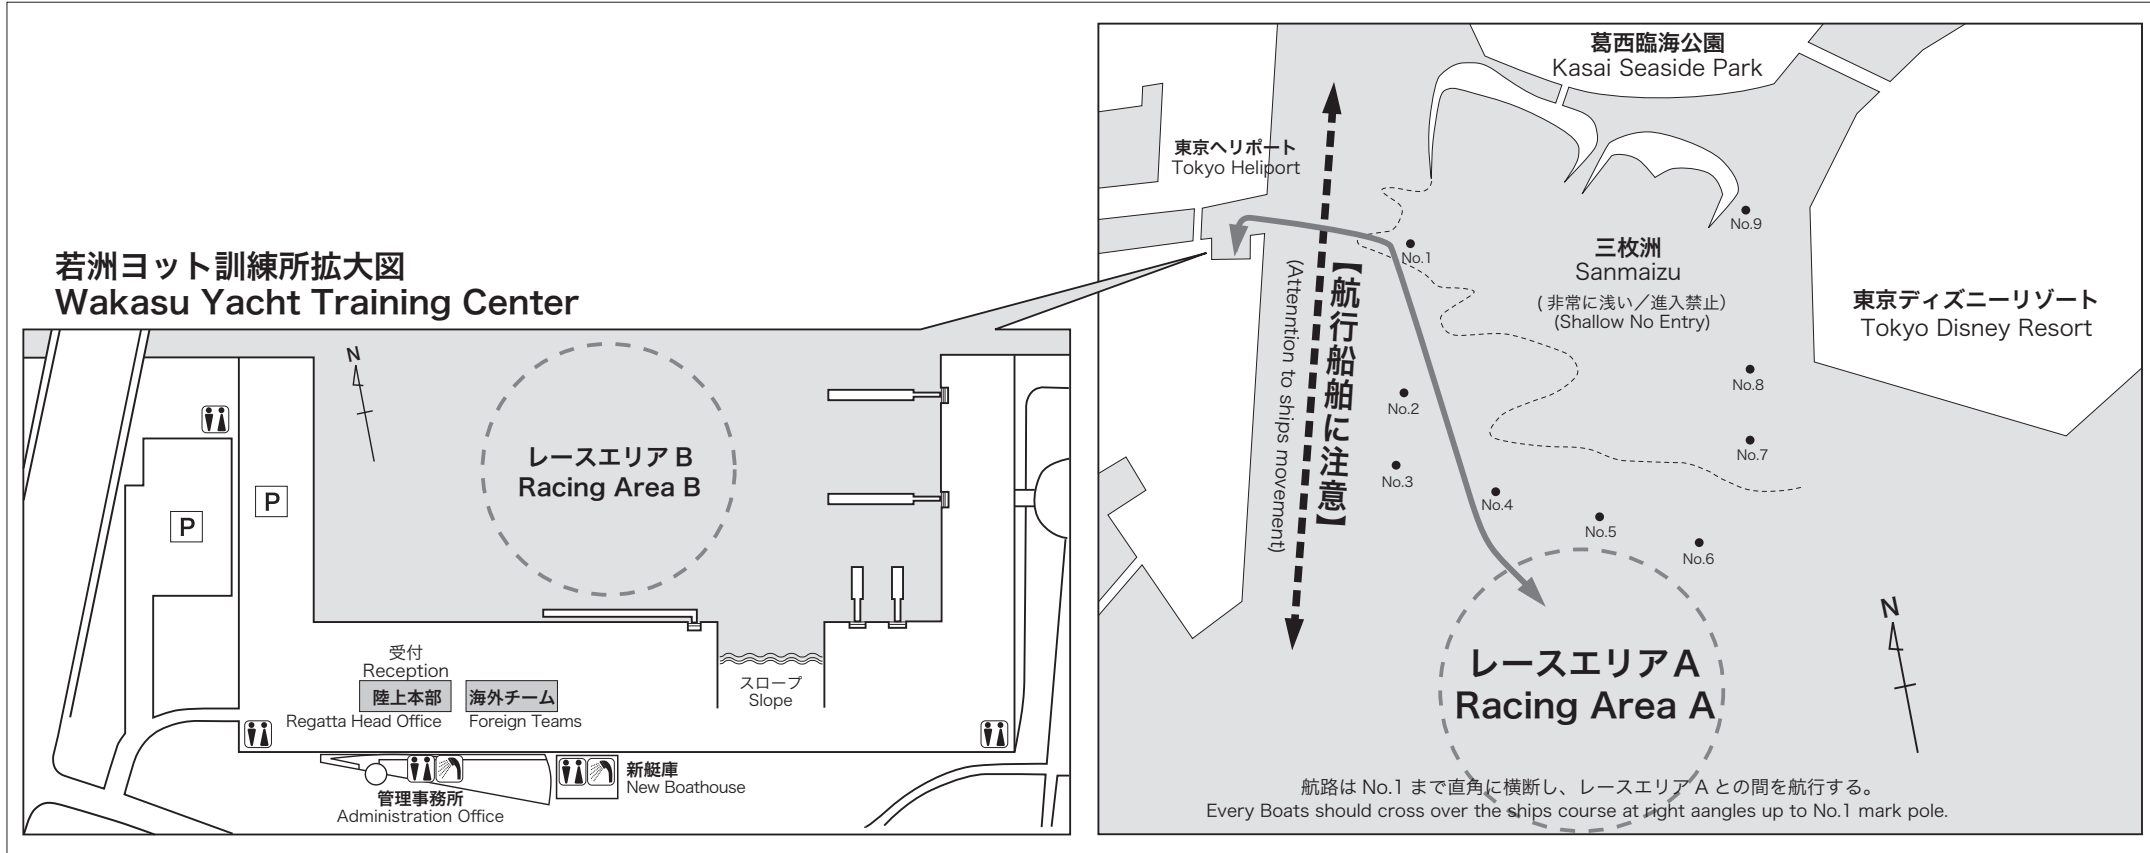 若洲ヨット訓練所拡大図
Wakasu Yacht Training Center
N
レースエリア B
Racing Area B
P
P
受付
Reception
陸上本部
海外チーム
Regatta Head Office
Foreign Teams
スロープ
Slope
管理事務所
Administration Office
新艇庫
New Boathouse
葛西臨海公園
Kasai Seaside Park
東京ヘリポート
Tokyo Heliport
No.9
No.1
三枚洲
Sanmaizu
( 非常に浅い／進入禁止)
(Shallow No Entry)
東京ディズニーリゾート
Tokyo Disney Resort
【航行船舶に注意】
(Attenntion to ships movement)
No.8
No.2
No.7
No.3
No.4
No.5
No.6
N
レースエリア A
Racing Area A
航路は No.1 まで直角に横断し、レースエリア A との間を航行する。
Every Boats should cross over the ships course at right aangles up to No.1 mark pole.